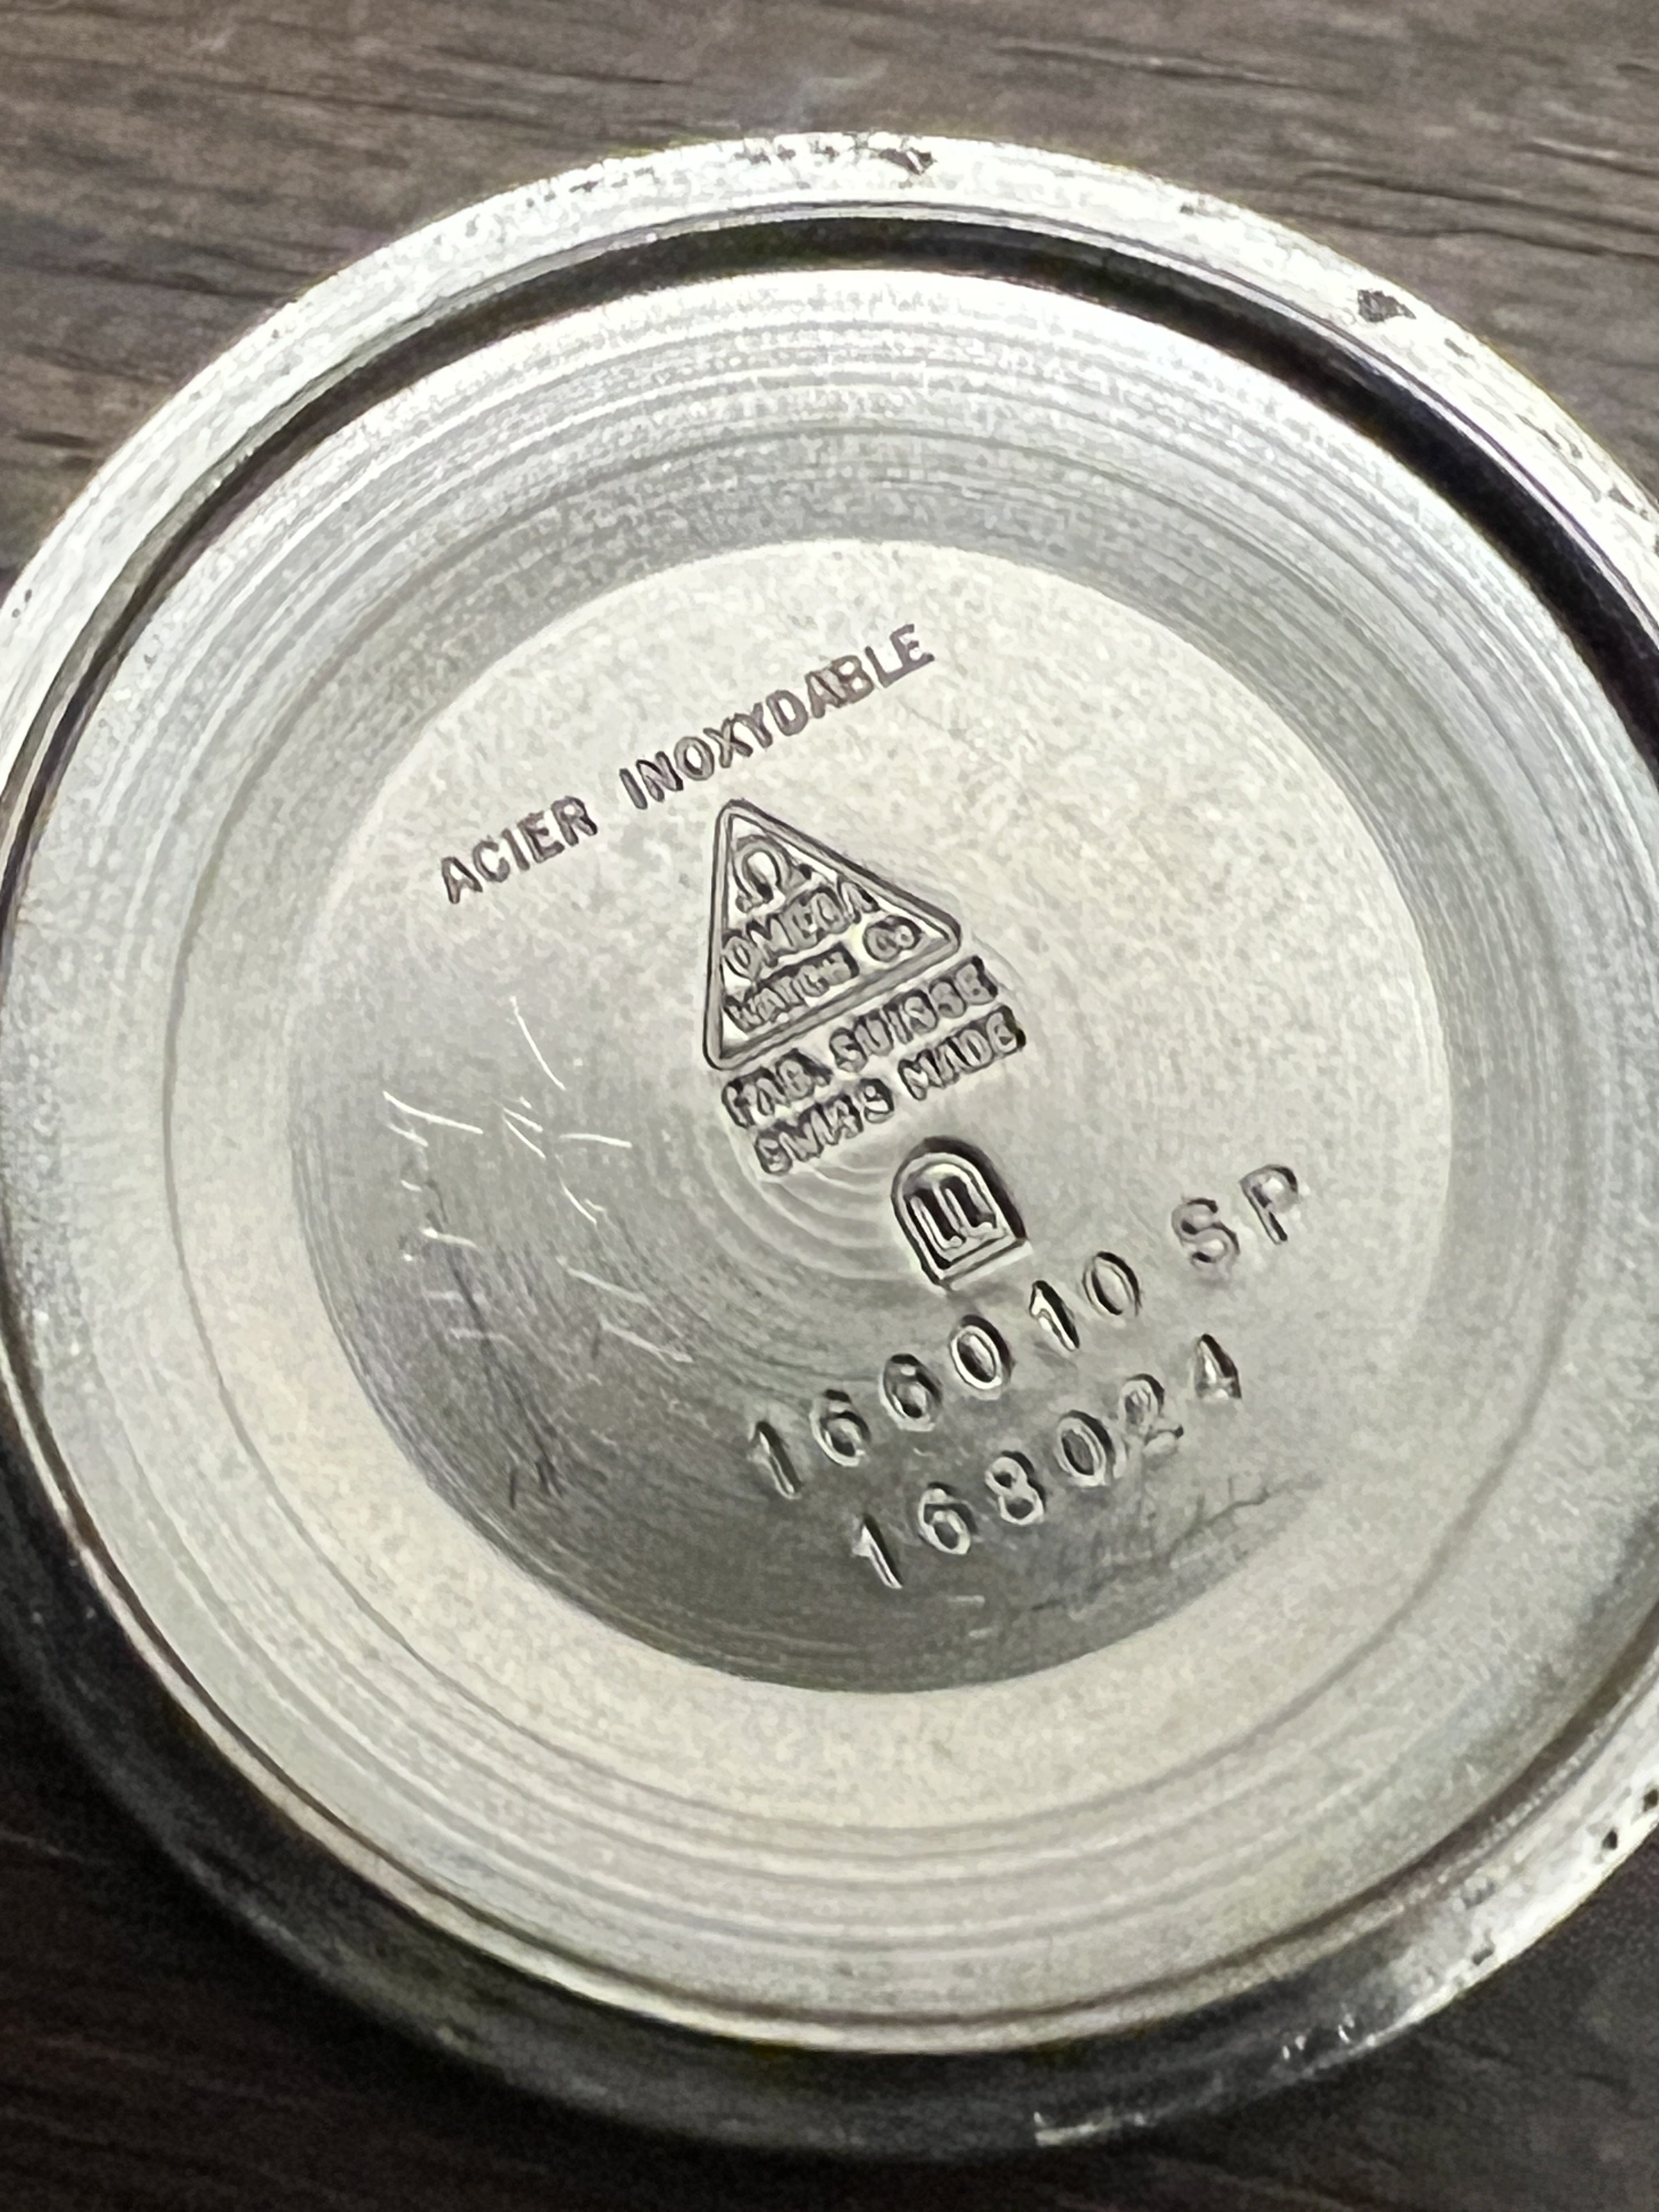 ACIER INOXYDABLE
Ω
OMEGA
WATCH Co
FAB. SUISSE
SWISS MADE
166010 SP
168024